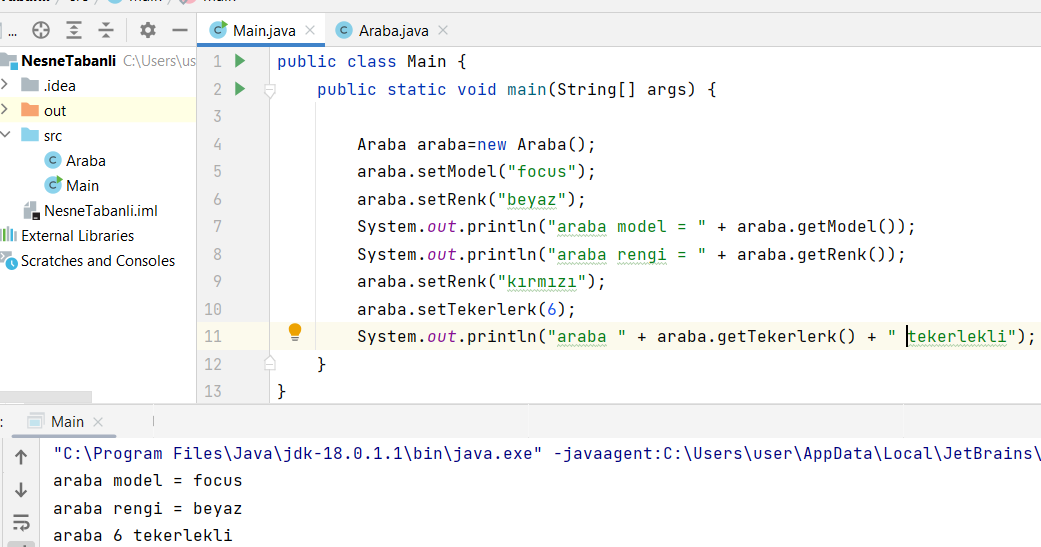 ...
Main.java
Araba.java
NesneTabanli C:\Users\us
.idea
out
src
Araba
Main
NesneTabanli.iml
External Libraries
Scratches and Consoles
1 public class Main {
2 public static void main(String[] args) {
3
4 Araba araba=new Araba();
5 araba.setModel("focus");
6 araba.setRenk("beyaz");
7 System.out.println("araba model = " + araba.getModel());
8 System.out.println("araba rengi = " + araba.getRenk());
9 araba.setRenk("kırmızı");
10 araba.setTekerlerk(6);
11 System.out.println("araba " + araba.getTekerlerk() + " tekerlekli");
12 }
13 }
: Main
"C:\Program Files\Java\jdk-18.0.1.1\bin\java.exe" -javaagent:C:\Users\user\AppData\Local\JetBrains\
araba model = focus
araba rengi = beyaz
araba 6 tekerlekli